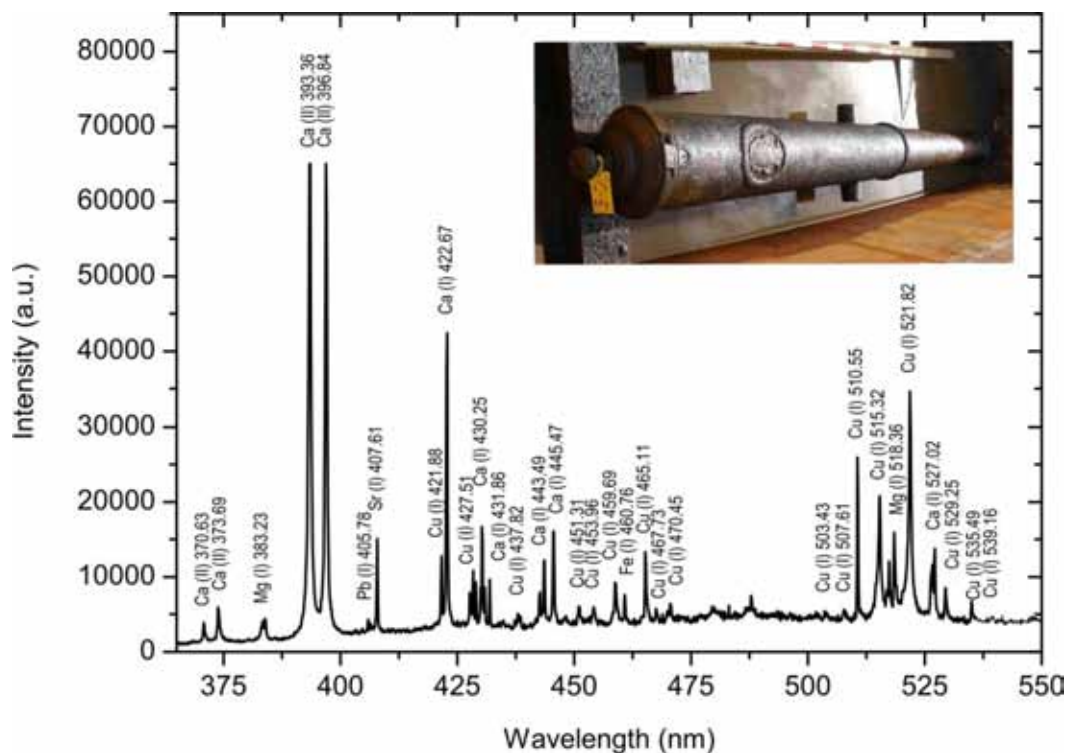 80000
70000
60000
50000
40000
30000
20000
10000
0
Intensity (a.u.)
Ca (II) 370.63
Ca (II) 373.69
Mg (I) 383.23
Ca (II) 393.36
Ca (II) 396.84
Pb (I) 405.78
Sr (I) 407.61
Cu (I) 421.88
Ca (I) 422.67
Cu (I) 427.51
Ca (I) 430.25
Ca (I) 431.86
Cu (I) 437.82
Ca (I) 443.49
Ca (I) 445.47
Cu (I) 451.31
Cu (I) 453.96
Cu (I) 459.69
Fe (I) 460.76
Cu (I) 465.11
Cu (I) 467.73
Cu (I) 470.45
Cu (I) 503.43
Cu (I) 507.61
Cu (I) 510.55
Cu (I) 515.32
Mg (I) 518.36
Cu (I) 521.82
Ca (I) 527.02
Cu (I) 529.25
Cu (I) 535.49
Cu (I) 539.16
375 400 425 450 475 500 525 550
Wavelength (nm)